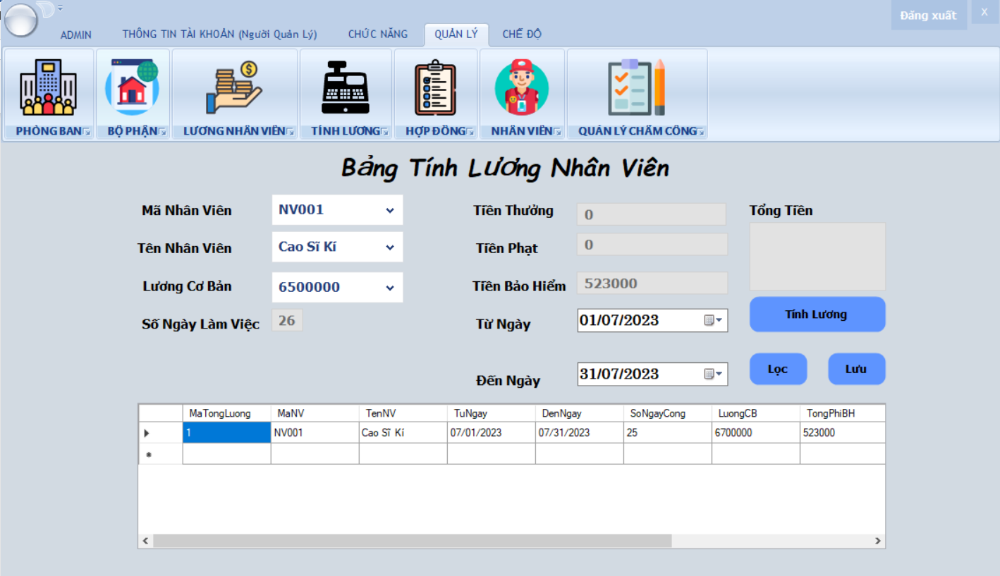 Đăng xuất X
ADMIN THÔNG TIN TÀI KHOẢN (Người Quản Lý) CHỨC NĂNG QUẢN LÝ CHẾ ĐỘ
PHÒNG BAN BỘ PHẬN LƯƠNG NHÂN VIÊN TÍNH LƯƠNG HỢP ĐỒNG NHÂN VIÊN QUẢN LÝ CHẤM CÔNG
Bảng Tính Lương Nhân Viên
Mã Nhân Viên NV001 Tiền Thưởng 0 Tổng Tiền
Tên Nhân Viên Cao Sĩ Kí Tiền Phạt 0
Lương Cơ Bản 6500000 Tiền Bảo Hiểm 523000
Số Ngày Làm Việc 26 Từ Ngày 01/07/2023 Tính Lương
Đến Ngày 31/07/2023 Lọc Lưu
MaTongLuong MaNV TenNV TuNgay DenNgay SoNgayCong LuongCB TongPhiBH
1 NV001 Cao Sĩ Kí 07/01/2023 07/31/2023 25 6700000 523000